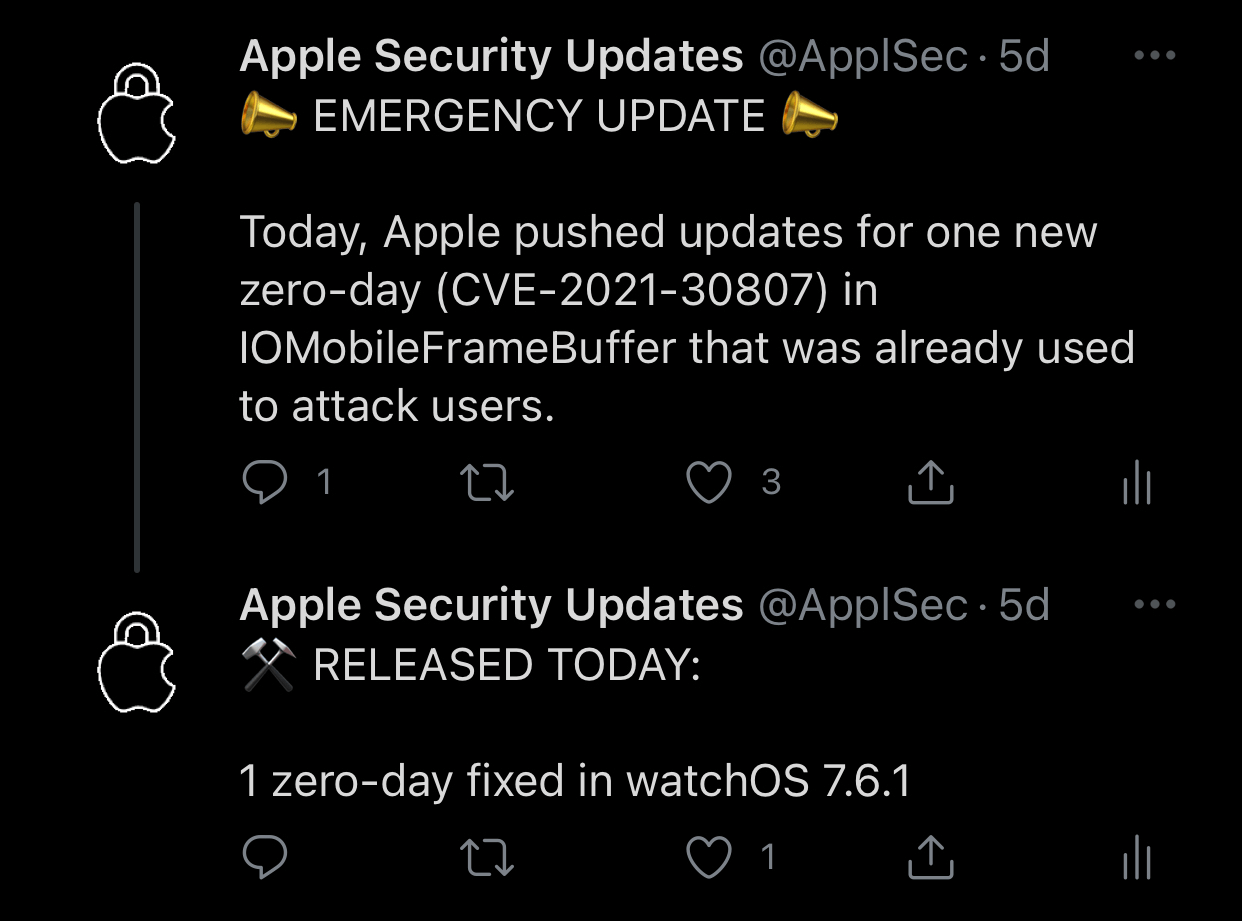 Apple Security Updates @ApplSec · 5d
📣 EMERGENCY UPDATE 📣
Today, Apple pushed updates for one new
zero-day (CVE-2021-30807) in
IOMobileFrameBuffer that was already used
to attack users.
1 3
Apple Security Updates @ApplSec · 5d
⚒️ RELEASED TODAY:
1 zero-day fixed in watchOS 7.6.1
1